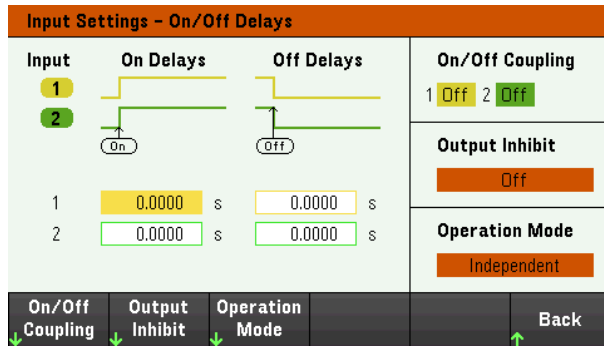 Input Settings - On/Off Delays
Input On Delays Off Delays
1
2
On Off
1 0.0000 s 0.0000 s
2 0.0000 s 0.0000 s
On/Off Coupling
1 Off 2 Off
Output Inhibit
Off
Operation Mode
Independent
On/Off Coupling
Output Inhibit
Operation Mode
Back